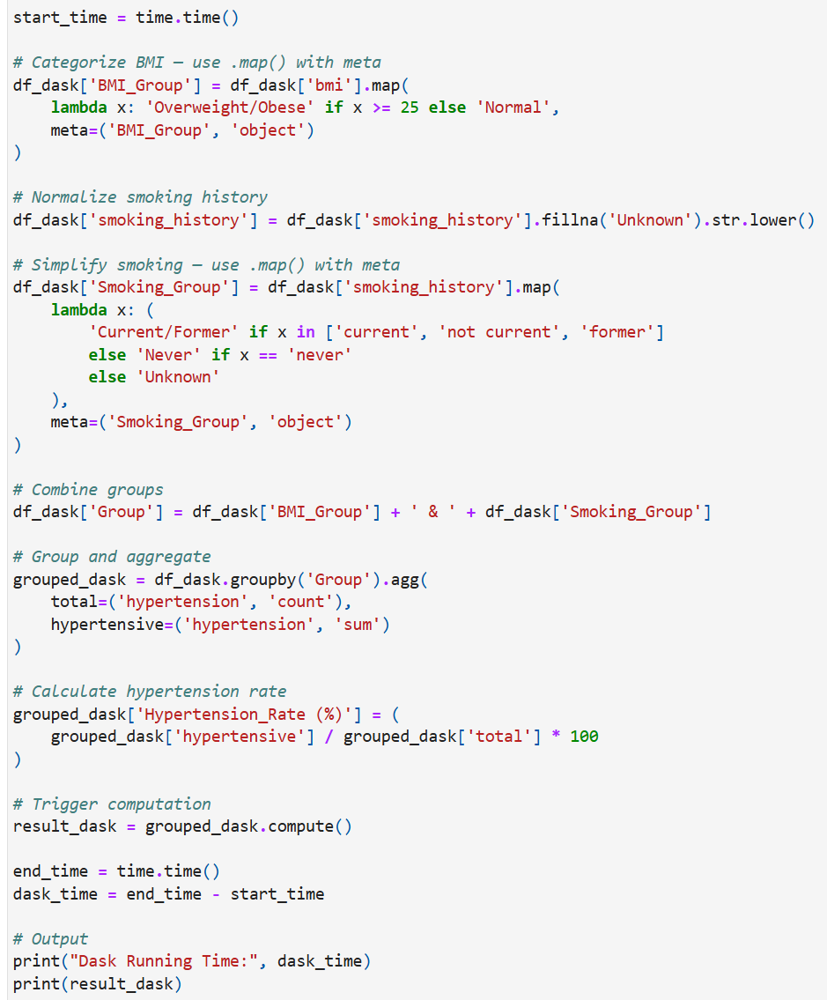 start_time = time.time()

# Categorize BMI — use .map() with meta
df_dask['BMI_Group'] = df_dask['bmi'].map(
    lambda x: 'Overweight/Obese' if x >= 25 else 'Normal',
    meta=('BMI_Group', 'object')
)

# Normalize smoking history
df_dask['smoking_history'] = df_dask['smoking_history'].fillna('Unknown').str.lower()

# Simplify smoking — use .map() with meta
df_dask['Smoking_Group'] = df_dask['smoking_history'].map(
    lambda x: (
        'Current/Former' if x in ['current', 'not current', 'former']
        else 'Never' if x == 'never'
        else 'Unknown'
    ),
    meta=('Smoking_Group', 'object')
)

# Combine groups
df_dask['Group'] = df_dask['BMI_Group'] + ' & ' + df_dask['Smoking_Group']

# Group and aggregate
grouped_dask = df_dask.groupby('Group').agg(
    total=('hypertension', 'count'),
    hypertensive=('hypertension', 'sum')
)

# Calculate hypertension rate
grouped_dask['Hypertension_Rate (%)'] = (
    grouped_dask['hypertensive'] / grouped_dask['total'] * 100
)

# Trigger computation
result_dask = grouped_dask.compute()

end_time = time.time()
dask_time = end_time - start_time

# Output
print("Dask Running Time:", dask_time)
print(result_dask)